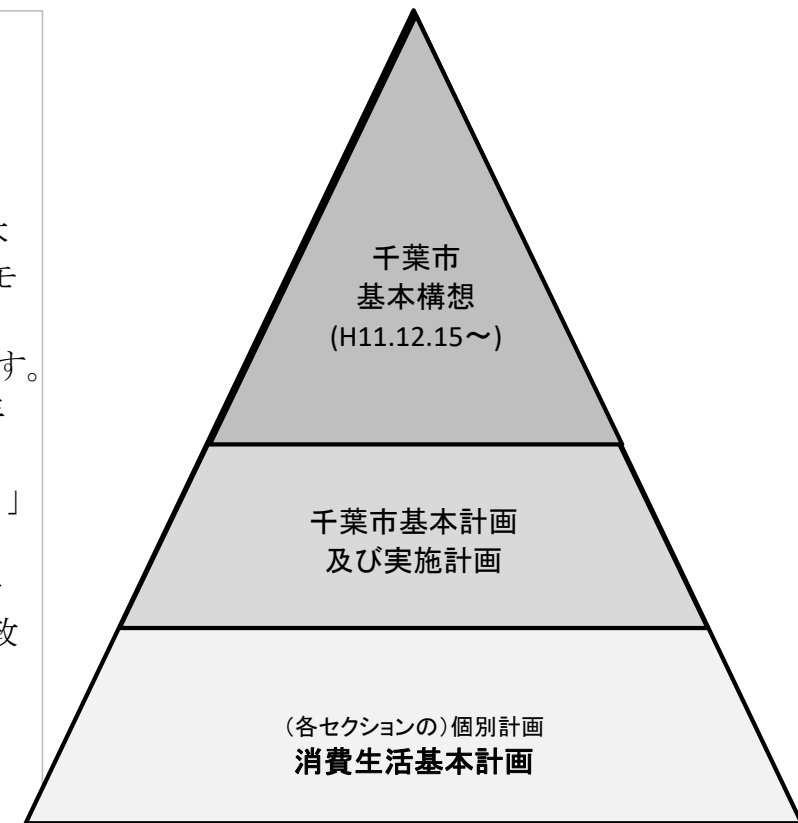 す。
」
千葉市
基本構想
(H11.12.15～)
千葉市基本計画
及び実施計画
(各セクションの)個別計画
消費生活基本計画